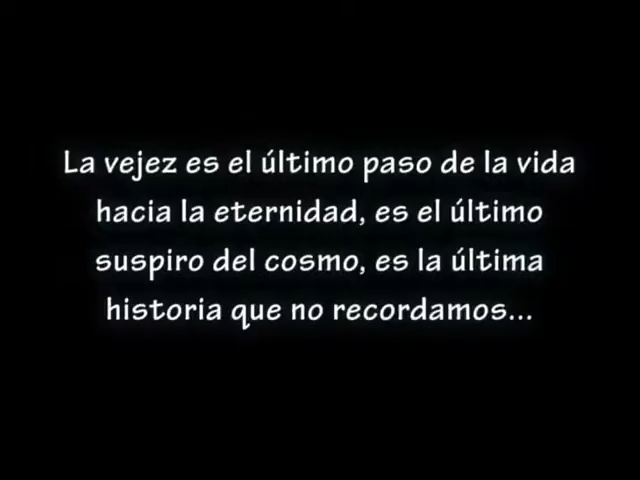 La vejez es el último paso de la vida
hacia la eternidad, es el último
suspiro del cosmo, es la última
historia que no recordamos...